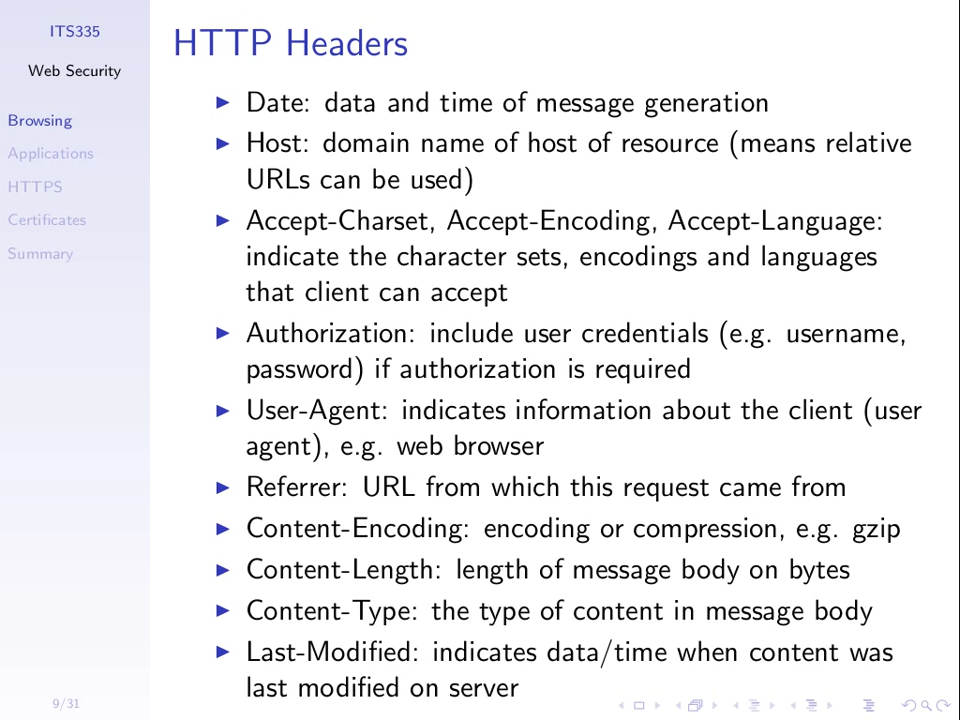 ITS335
Web Security
Browsing
Applications
HTTPS
Certificates
Summary
HTTP Headers
Date: data and time of message generation
Host: domain name of host of resource (means relative
URLs can be used)
Accept-Charset, Accept-Encoding, Accept-Language:
indicate the character sets, encodings and languages
that client can accept
Authorization: include user credentials (e.g. username,
password) if authorization is required
User-Agent: indicates information about the client (user
agent), e.g. web browser
Referrer: URL from which this request came from
Content-Encoding: encoding or compression, e.g. gzip
Content-Length: length of message body on bytes
Content-Type: the type of content in message body
Last-Modified: indicates data/time when content was
last modified on server
9/31